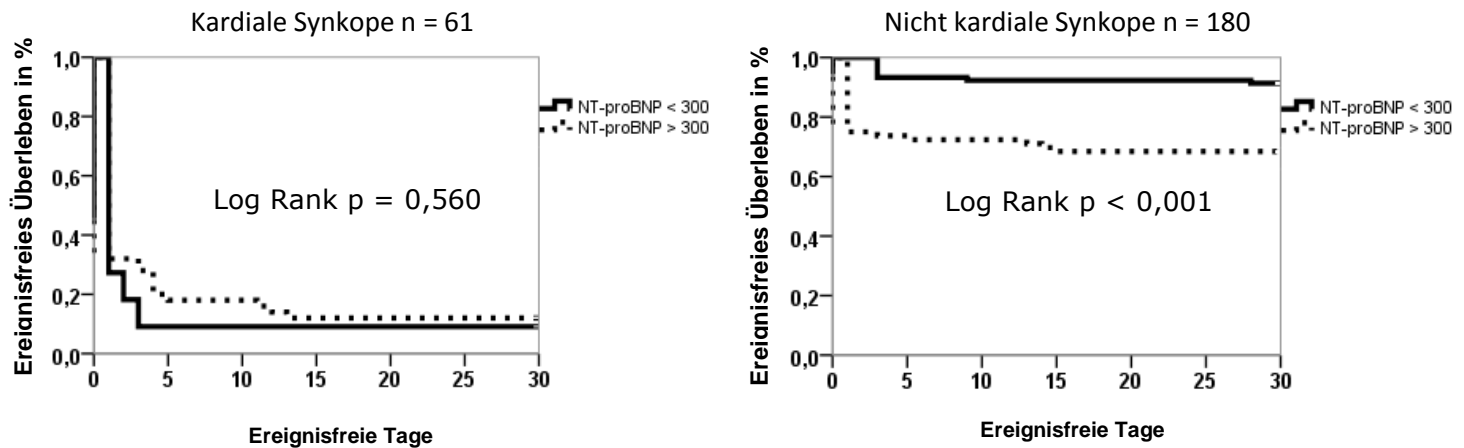 Kardiale Synkope n = 61
Ereignisfreies Überleben in %
1,0
0,8
0,6
0,4
0,2
0,0
0 5 10 15 20 25 30
Log Rank p = 0,560
NT-proBNP < 300
NT-proBNP > 300
Ereignisfreie Tage
Nicht kardiale Synkope n = 180
Ereignisfreies Überleben in %
1,0
0,8
0,6
0,4
0,2
0,0
0 5 10 15 20 25 30
Log Rank p < 0,001
NT-proBNP < 300
NT-proBNP > 300
Ereignisfreie Tage